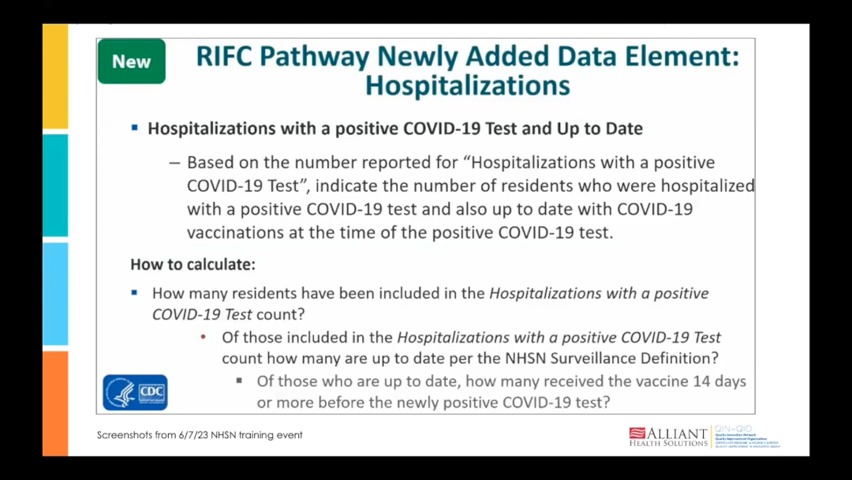 New
RIFC Pathway Newly Added Data Element:
Hospitalizations
Hospitalizations with a positive COVID-19 Test and Up to Date
– Based on the number reported for “Hospitalizations with a positive
COVID-19 Test”, indicate the number of residents who were hospitalized
with a positive COVID-19 test and also up to date with COVID-19
vaccinations at the time of the positive COVID-19 test.
How to calculate:
How many residents have been included in the Hospitalizations with a positive
COVID-19 Test count?
Of those included in the Hospitalizations with a positive COVID-19 Test
count how many are up to date per the NHSN Surveillance Definition?
Of those who are up to date, how many received the vaccine 14 days
or more before the newly positive COVID-19 test?
CDC
Screenshots from 6/7/23 NHSN training event
ALLIANT
HEALTH SOLUTIONS
QIN-QIO
Quality Innovation Network
Quality Improvement Organizations